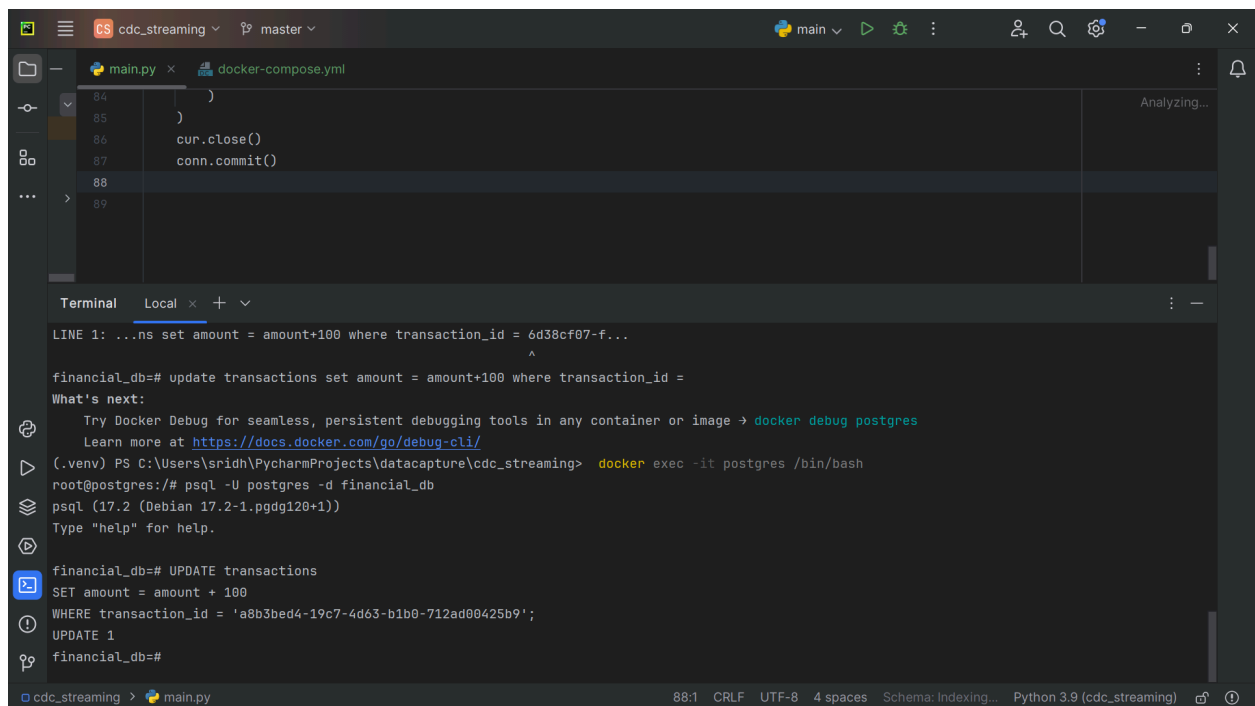 PC
CS cdc_streaming master main
main.py docker-compose.yml
84 )
Analyzing...
85 )
86 cur.close()
87 conn.commit()
88
89
Terminal Local
LINE 1: ...ns set amount = amount+100 where transaction_id = 6d38cf07-f...
^
financial_db=# update transactions set amount = amount+100 where transaction_id =
What's next:
Try Docker Debug for seamless, persistent debugging tools in any container or image → docker debug postgres
Learn more at https://docs.docker.com/go/debug-cli/
(.venv) PS C:\Users\sridh\PycharmProjects\datacapture\cdc_streaming> docker exec -it postgres /bin/bash
root@postgres:/# psql -U postgres -d financial_db
psql (17.2 (Debian 17.2-1.pgdg120+1))
Type "help" for help.
financial_db=# UPDATE transactions
SET amount = amount + 100
WHERE transaction_id = 'a8b3bed4-19c7-4d63-b1b0-712ad00425b9';
UPDATE 1
financial_db=#
cdc_streaming > main.py 88:1 CRLF UTF-8 4 spaces Schema: Indexing... Python 3.9 (cdc_streaming)